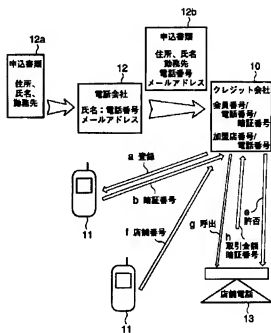 12a
申込書類
住所、
氏名、
勤務先
12
電話会社
氏名:電話番号
メールアドレス
12b
申込書類
住所、氏名
勤務先
電話番号
メールアドレス
10
クレジット会社
会員番号/
電話番号/
暗証番号
加盟店番号
/電話番号
a 登録
b 暗証番号
11
f 店舗番号
11
g 呼出
h
取引金額
暗証番号
e
許否
店舗電話
13